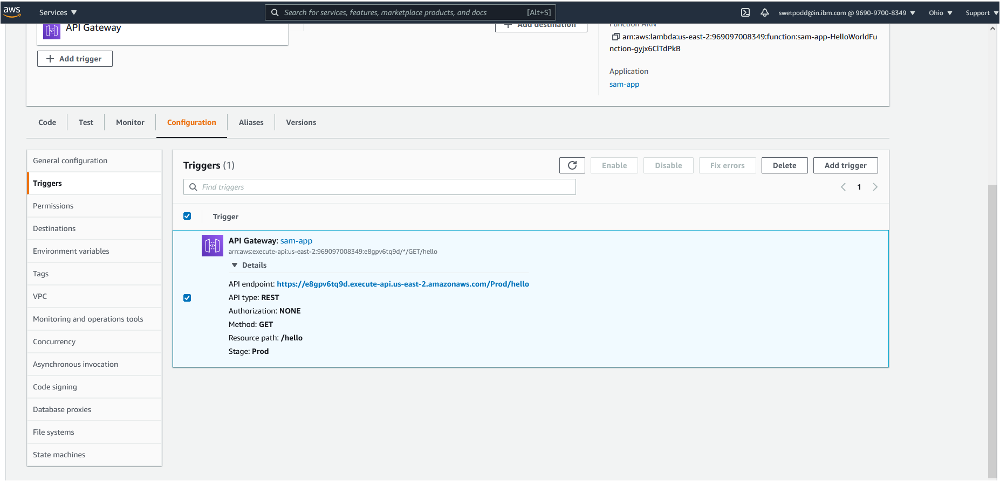 aws
Services
Search for services, features, marketplace products, and docs [Alt+S]
swetpodd@in.ibm.com @ 9690-9700-8349
Ohio
Support
API Gateway
Add destination
Function ARN
arn:aws:lambda:us-east-2:969097008349:function:sam-app-HelloWorldFu
nction-gyjx6ClTdPkB
Add trigger
Application
sam-app
Code Test Monitor Configuration Aliases Versions
General configuration
Triggers
Permissions
Destinations
Environment variables
Tags
VPC
Monitoring and operations tools
Concurrency
Asynchronous invocation
Code signing
Database proxies
File systems
State machines
Triggers (1)
Enable Disable Fix errors Delete Add trigger
Find triggers
1
Trigger
API Gateway: sam-app
arn:aws:execute-api:us-east-2:969097008349:e8gpv6tq9d/*/GET/hello
Details
API endpoint: https://e8gpv6tq9d.execute-api.us-east-2.amazonaws.com/Prod/hello
API type: REST
Authorization: NONE
Method: GET
Resource path: /hello
Stage: Prod